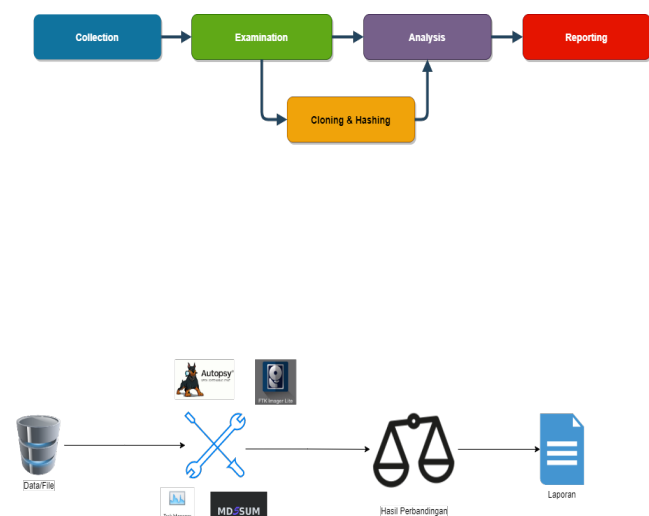 Collection
Examination
Analysis
Reporting
Cloning & Hashing
Autopsy
FTK Imager Lite
Data/File
MD5SUM
Hasil Perbandingan
Laporan